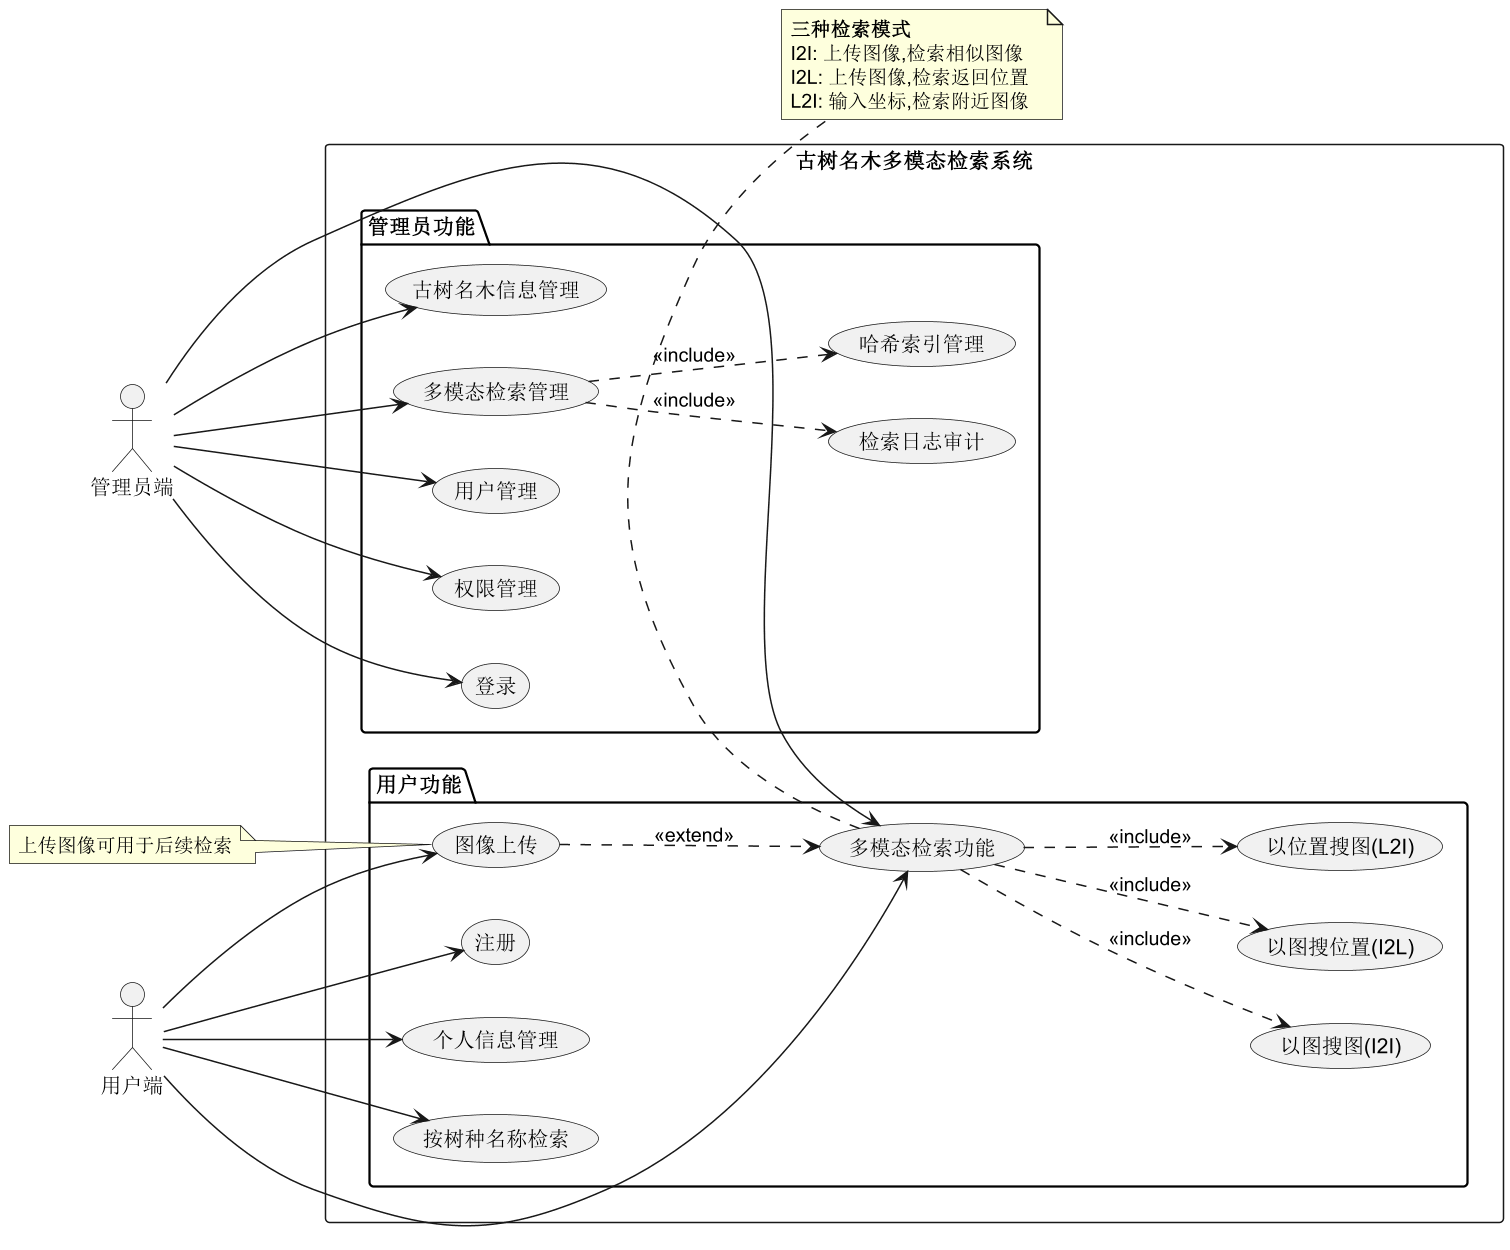 三种检索模式
I2I: 上传图像,检索相似图像
I2L: 上传图像,检索返回位置
L2I: 输入坐标,检索附近图像
古树名木多模态检索系统
管理员功能
古树名木信息管理
哈希索引管理
«include»
多模态检索管理
«include»
检索日志审计
管理员端
用户管理
权限管理
登录
用户功能
上传图像可用于后续检索
图像上传
«extend»
多模态检索功能
«include»
以位置搜图(L2I)
«include»
以图搜位置(I2L)
«include»
以图搜图(I2I)
注册
个人信息管理
用户端
按树种名称检索